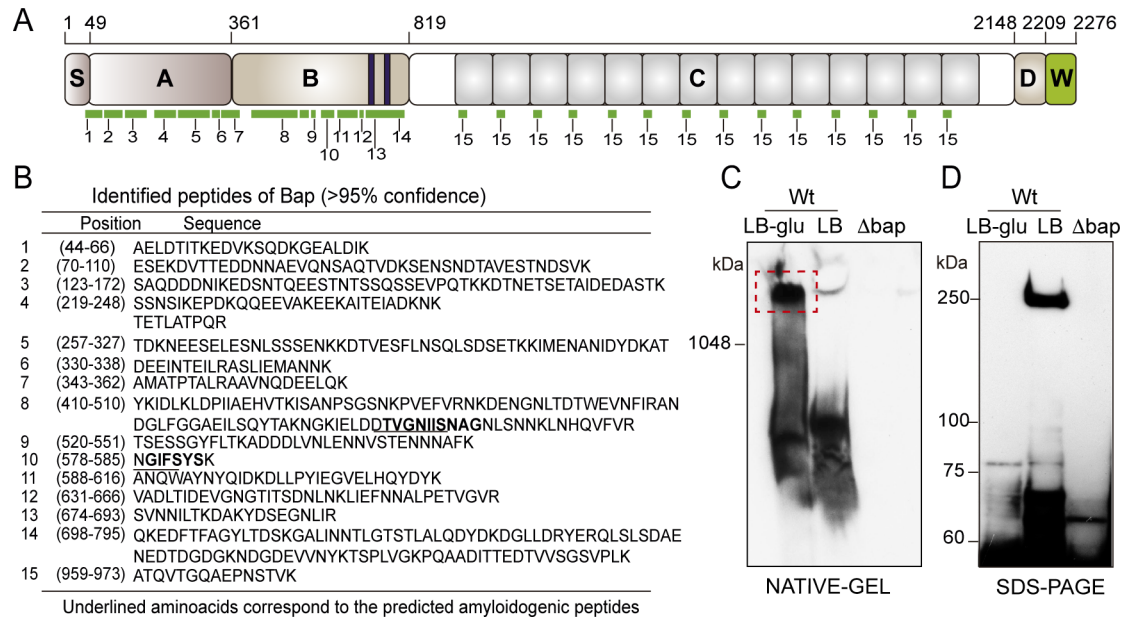 A
1 49 361 819 2148 2209 2276
S A B C D W
1 2 3 4 5 6 7 8 9 10 11 12 13 14 15 15 15 15 15 15 15 15 15 15 15 15 15 15
B
Identified peptides of Bap (>95% confidence)
Position Sequence
1 (44-66) AELDTITKEDVKSQDKGEALDIK
2 (70-110) ESEKDVTTEDDNNAEVQNSAQTVDKSENSNDTAVESTNDSVK
3 (123-172) SAQDDDNIKEDSNTQEESTNTSSQSSEVPQTKKDTNETSETAIDEDASTK
4 (219-248) SSNSIKEPDKQQEEVAKEEKAITEIADKNK
TETLATPQR
5 (257-327) TDKNEESELESNLSSSENKKDTVESFLNSQLSDSETKKIMENANIDYDKAT
6 (330-338) DEEINTEILRASLIEMANNK
7 (343-362) AMATPTALRAAVNQDEELQK
8 (410-510) YKIDLKLDPIIAEHVTKISANPSGSNKPVEFVRNKDENGNLTDTWEVNFIRAN
DGLFGGAEILSQYTAKNGKIELDDTVGNIISNAGNLSNNKLNHQVFVR
9 (520-551) TSESSGYFLTKADDDLVNLENNVSTENNNAFK
10 (578-585) NGIFSYSK
11 (588-616) ANQWAYNYQIDKDLLPYIEGVELHQYDYK
12 (631-666) VADLTIDEVGNGTITSDNLNKLIEFNNALPETVGVR
13 (674-693) SVNNILTKDAKYDSEGNLIR
14 (698-795) QKEDFTFAGYLTDSKGALINNTLGTSTLALQDYDKDGLLDRYERQLSLSDAE
NEDTDGDGKNDGDEVVNYKTSPLVGKPQAADITTEDTVVSGSVPLK
15 (959-973) ATQVTGQAEPNSTVK
Underlined aminoacids correspond to the predicted amyloidogenic peptides
C
Wt
LB-glu LB Δbap
kDa
1048
NATIVE-GEL
D
Wt
LB-glu LB Δbap
kDa
250
100
75
60
SDS-PAGE